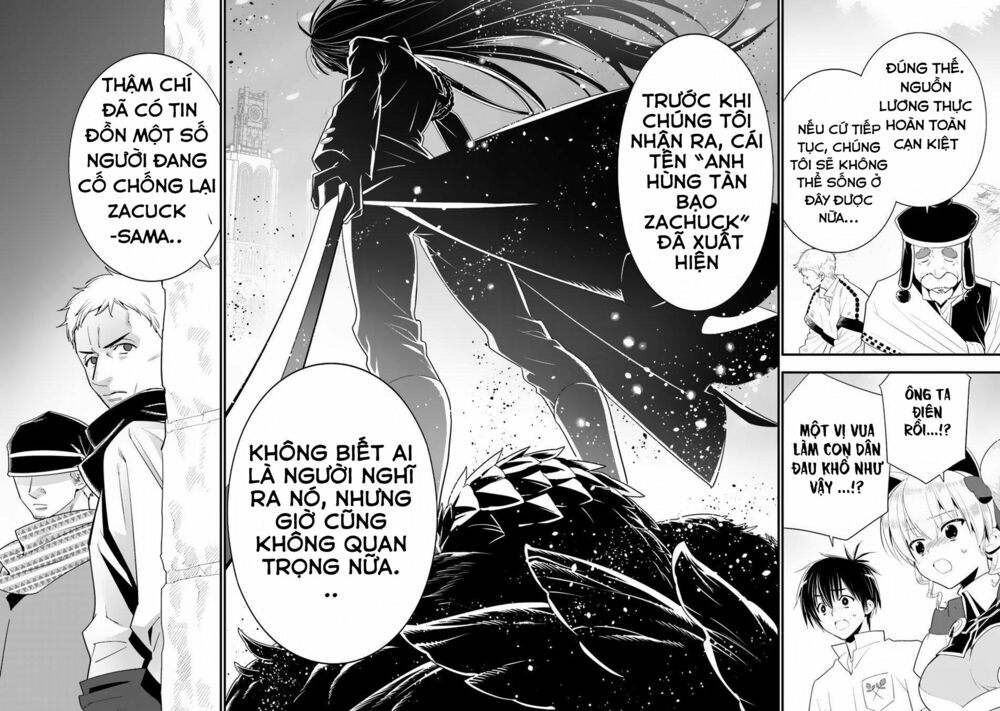 ĐÚNG THẾ.
NGUỒN
LƯƠNG THỰC
HOÀN TOÀN
CẠN KIỆT
NẾU CỨ TIẾP
TỤC, CHÚNG
TÔI SẼ KHÔNG
THỂ SỐNG Ở
ĐÂY ĐƯỢC
NỮA...
ÔNG TA
ĐIÊN
RỒI...!?
MỘT VỊ VUA
LÀM CON DÂN
ĐAU KHỔ NHƯ
VẬY ...!?
TRƯỚC KHI
CHÚNG TÔI
NHẬN RA, CÁI
TÊN "ANH
HÙNG TÀN
BẠO
ZACHUCK"
ĐÃ XUẤT
HIỆN
KHÔNG BIẾT AI
LÀ NGƯỜI NGHĨ
RA NÓ, NHƯNG
GIỜ CŨNG
KHÔNG QUAN
TRỌNG NỮA.
..
THẬM CHÍ
ĐÃ CÓ TIN
ĐỒN MỘT SỐ
NGƯỜI ĐANG
CỐ CHỐNG LẠI
ZACUCK
-SAMA..